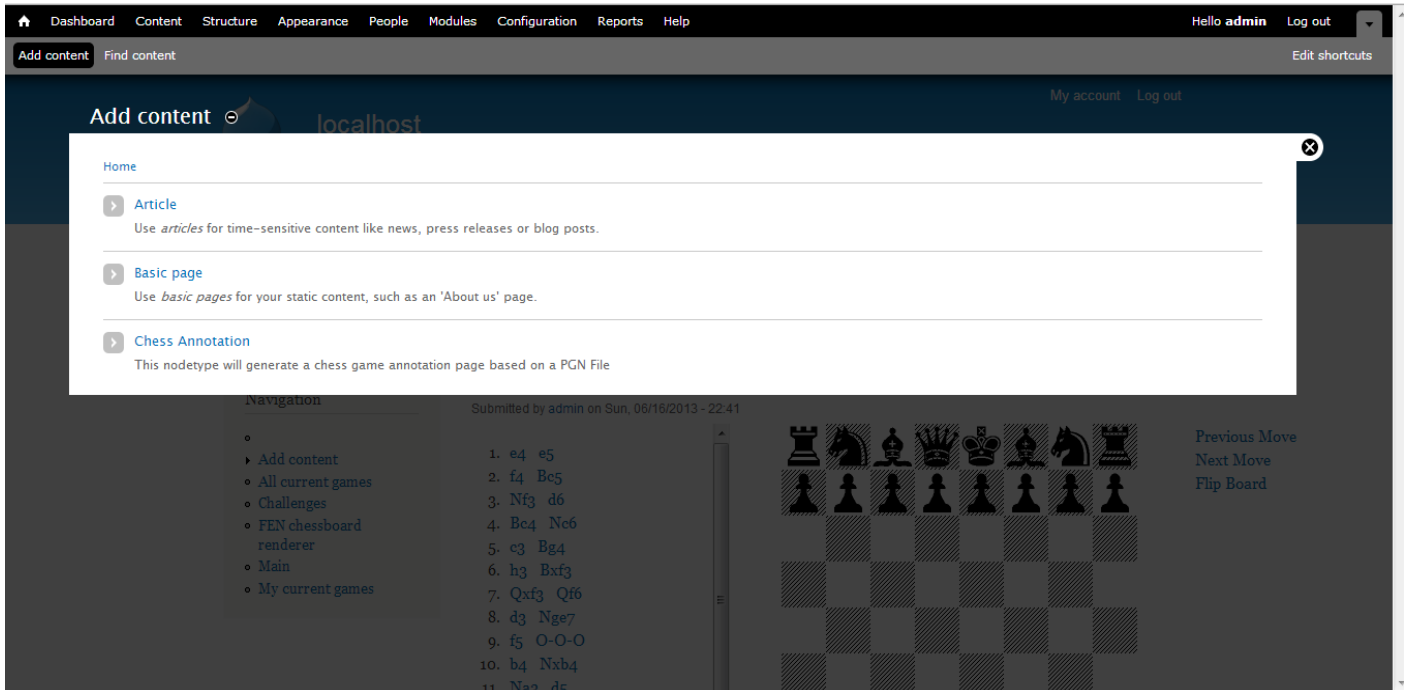 Dashboard Content Structure Appearance People Modules Configuration Reports Help Hello admin Log out
Add content Find content Edit shortcuts
My account Log out
Add content
localhost
Home
Article
Use articles for time-sensitive content like news, press releases or blog posts.
Basic page
Use basic pages for your static content, such as an 'About us' page.
Chess Annotation
This nodetype will generate a chess game annotation page based on a PGN File
Navigation
Add content
All current games
Challenges
FEN chessboard
renderer
Main
My current games
Submitted by admin on Sun, 06/16/2013 - 22:41
1. e4 e5
2. f4 Bc5
3. Nf3 d6
4. Bc4 Nc6
5. c3 Bg4
6. h3 Bxf3
7. Qxf3 Qf6
8. d3 Nge7
9. f5 O-O-O
10. b4 Nxb4
11. Na3 d5
Previous Move
Next Move
Flip Board